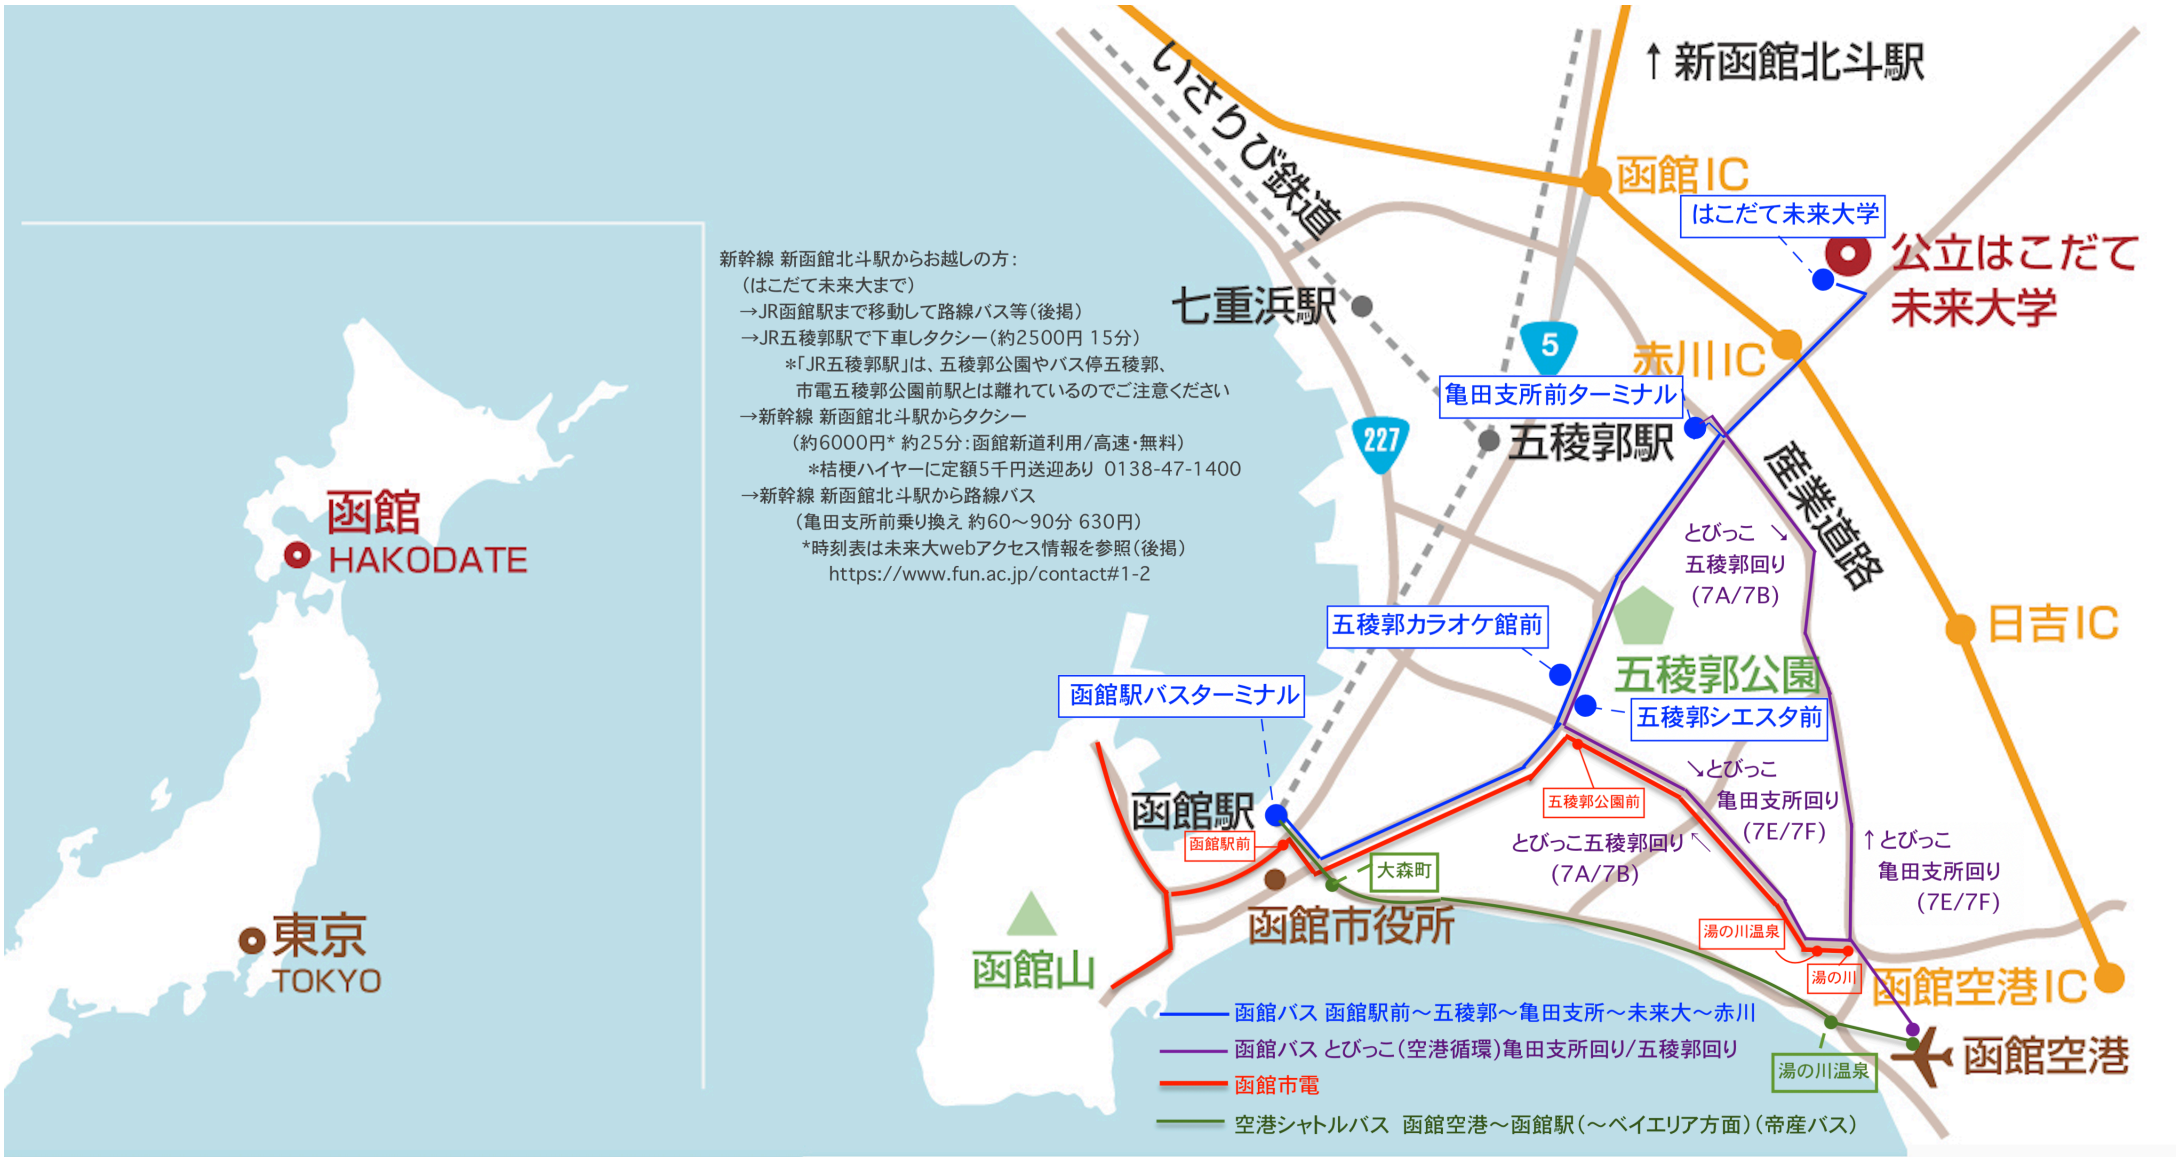 ↑新函館北斗駅
いさりび鉄道
函館IC
はこだて未来大学
公立はこだて
未来大学
新幹線 新函館北斗駅からお越しの方：
（はこだて未来大まで）
→JR函館駅まで移動して路線バス等（後掲）
→JR五稜郭駅で下車しタクシー（約2500円 15分）
＊「JR五稜郭駅」は、五稜郭公園やバス停五稜郭、
市電五稜郭公園前駅とは離れているのでご注意ください
→新幹線 新函館北斗駅からタクシー
（約6000円* 約25分：函館新道利用/高速・無料）
＊桔梗ハイヤーに定額5千円送迎あり 0138-47-1400
→新幹線 新函館北斗駅から路線バス
（亀田支所前乗り換え 約60～90分 630円）
*時刻表は未来大webアクセス情報を参照（後掲）
https://www.fun.ac.jp/contact#1-2
七重浜駅
5
赤川IC
亀田支所前ターミナル
227
五稜郭駅
産業道路
函館
HAKODATE
とびっこ ↘
五稜郭回り
(7A/7B)
日吉IC
五稜郭カラオケ館前
五稜郭公園
五稜郭シエスタ前
函館駅バスターミナル
↘とびっこ
亀田支所回り
(7E/7F)
函館駅
五稜郭公園前
函館駅前
とびっこ五稜郭回り↖
(7A/7B)
↑とびっこ
亀田支所回り
(7E/7F)
大森町
函館市役所
東京
TOKYO
函館山
湯の川温泉
湯の川
函館空港IC
函館空港
湯の川温泉
函館バス 函館駅前～五稜郭～亀田支所～未来大～赤川
函館バス とびっこ（空港循環）亀田支所回り/五稜郭回り
函館市電
空港シャトルバス 函館空港～函館駅（～ベイエリア方面）（帝産バス）